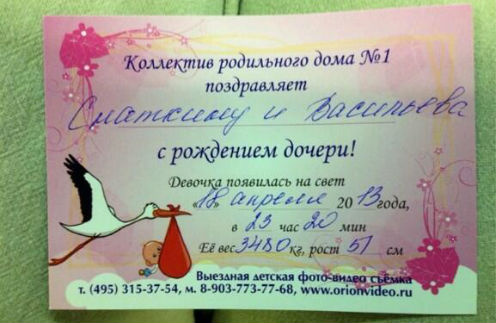 Коллектив родильного дома №1
поздравляет
Сматкину и Васильева
с рождением дочери!
Девочка появилась на свет
«18» апреля 2013 года,
в 23 час 20 мин
Её вес 3480 кг, рост 51 см
Выездная детская фото-видео съёмка
т. (495) 315-37-54, м. 8-903-773-77-68, www.orionvideo.ru